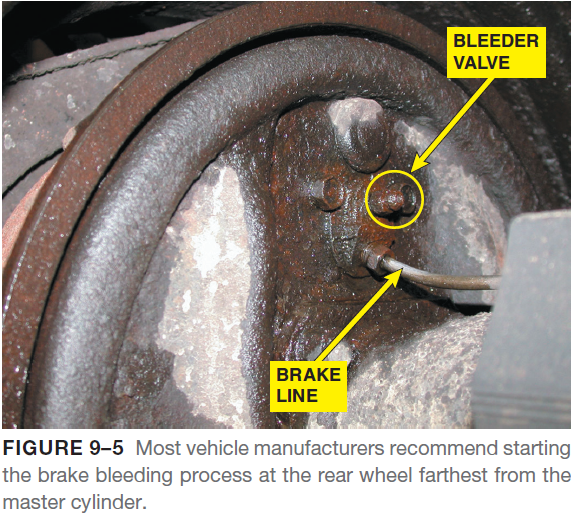 BLEEDER
VALVE
BRAKE
LINE
FIGURE 9–5 Most vehicle manufacturers recommend starting
the brake bleeding process at the rear wheel farthest from the
master cylinder.